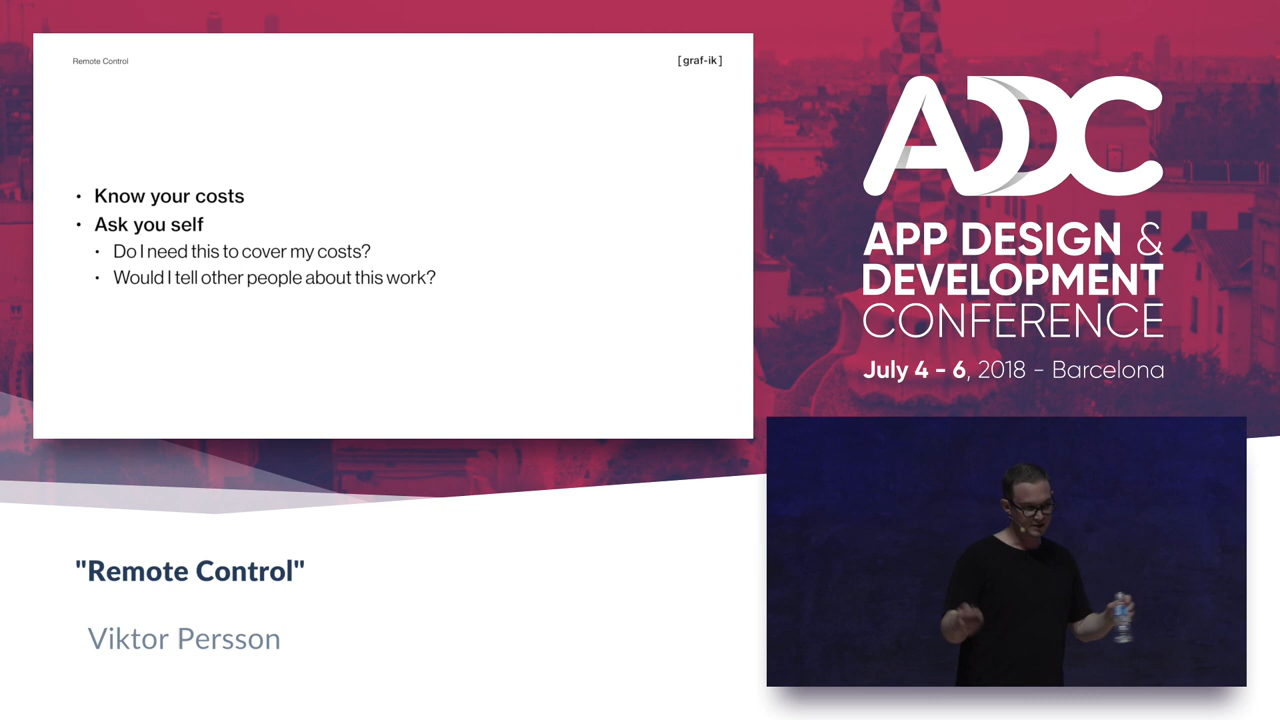 Remote Control
[graf-ik]
• Know your costs
• Ask you self
• Do I need this to cover my costs?
• Would I tell other people about this work?
ADC
APP DESIGN &
DEVELOPMENT
CONFERENCE
July 4 - 6, 2018 - Barcelona
"Remote Control"
Viktor Persson